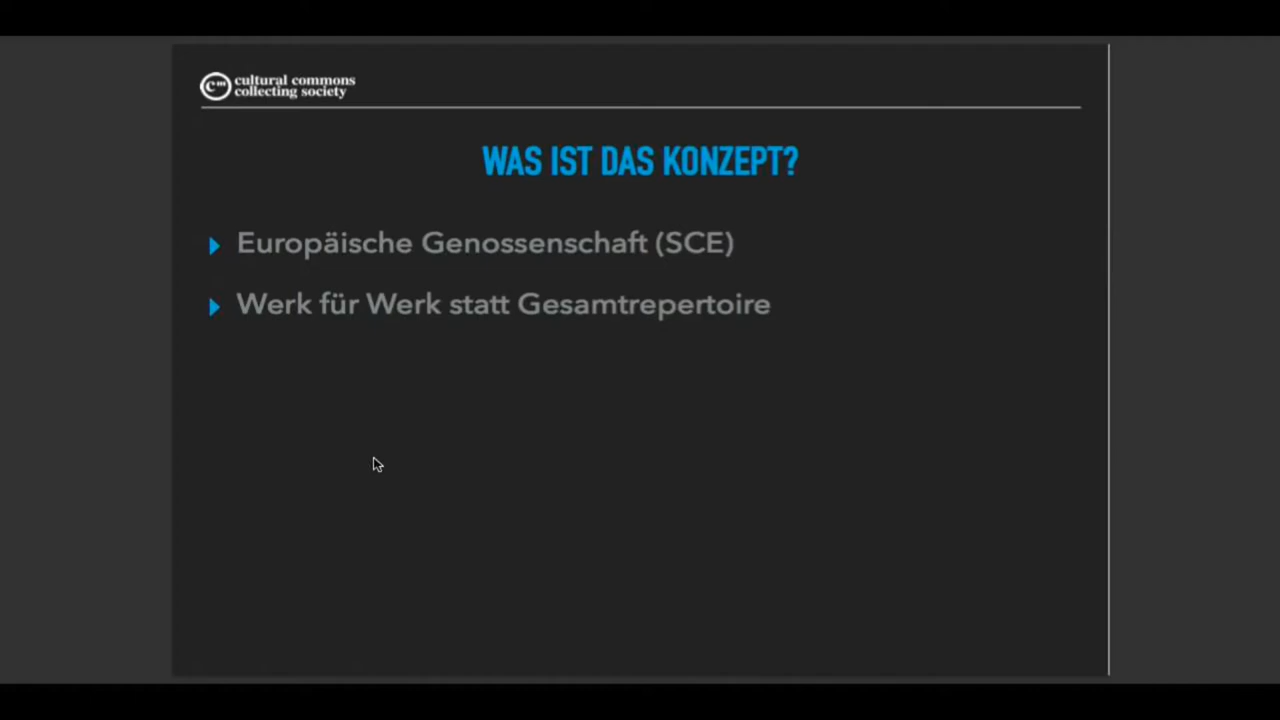 cultural commons
collecting society
WAS IST DAS KONZEPT?
Europäische Genossenschaft (SCE)
Werk für Werk statt Gesamtrepertoire